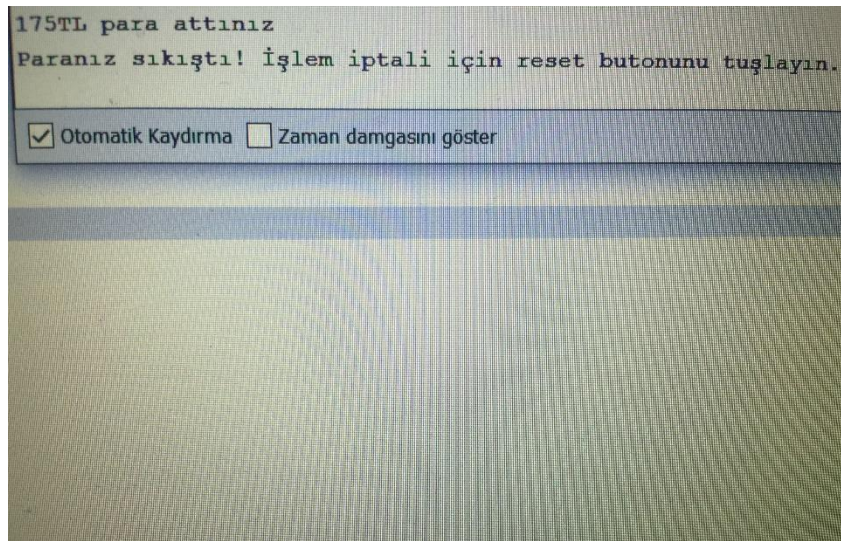 175TL para attınız
Paranız sıkıştı! İşlem iptali için reset butonunu tuşlayın.
Otomatik Kaydırma Zaman damgasını göster